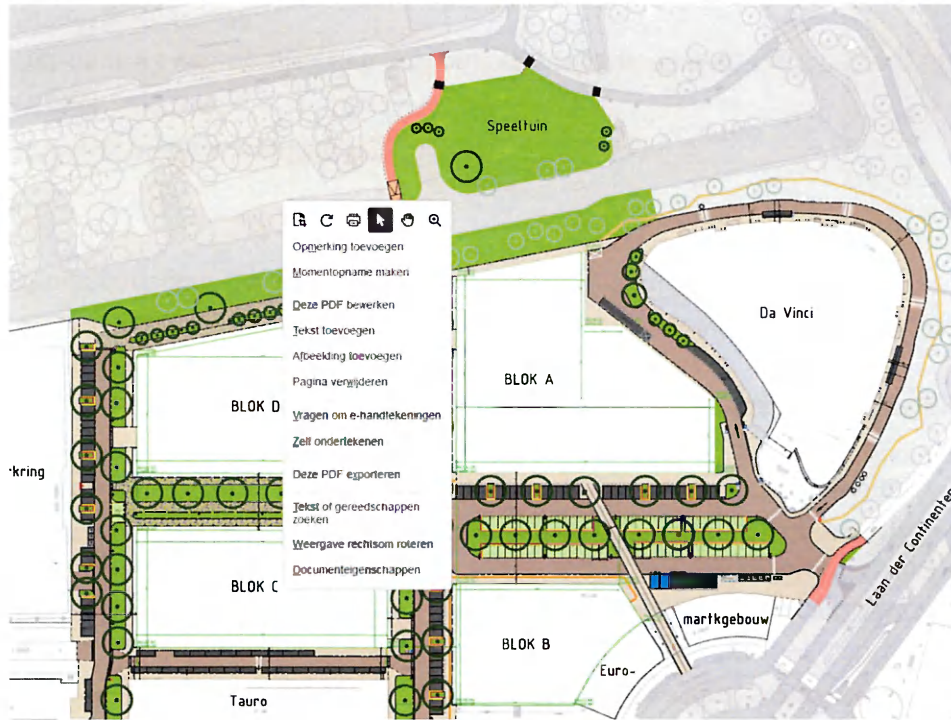 Speeltuin
Opmerking toevoegen
Momentopname maken
Deze PDF bewerken
Tekst toevoegen
Afbeelding toevoegen
Pagina verwijderen
Vragen om e-handtekeningen
Zelf ondertekenen
Deze PDF exporteren
Tekst of gereedschappen
zoeken
Weergave rechtsom roteren
Documenteigenschappen
Da Vinci
BLOK A
BLOK D
rkring
BLOK C
Laan der Continenten
martkgebouw
BLOK B
Euro-
Tauro